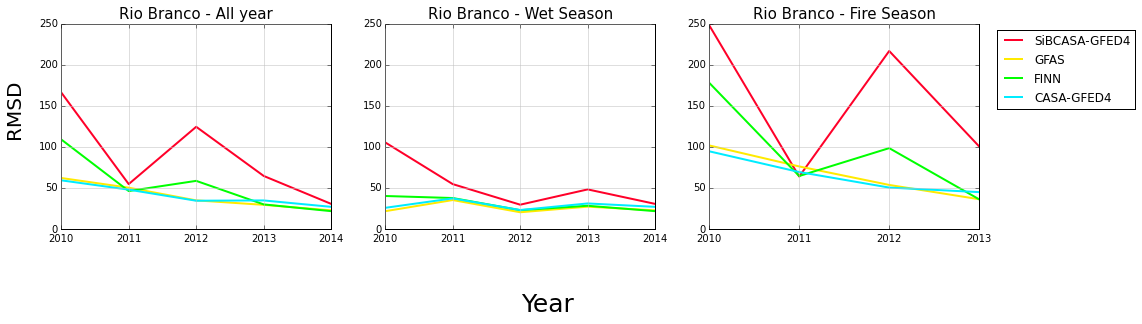 Rio Branco - All year
Rio Branco - Wet Season
Rio Branco - Fire Season
RMSD
250
200
150
100
50
0
2010 2011 2012 2013 2014
250
200
150
100
50
0
2010 2011 2012 2013 2014
250
200
150
100
50
0
2010 2011 2012 2013
SiBCASA-GFED4
GFAS
FINN
CASA-GFED4
Year